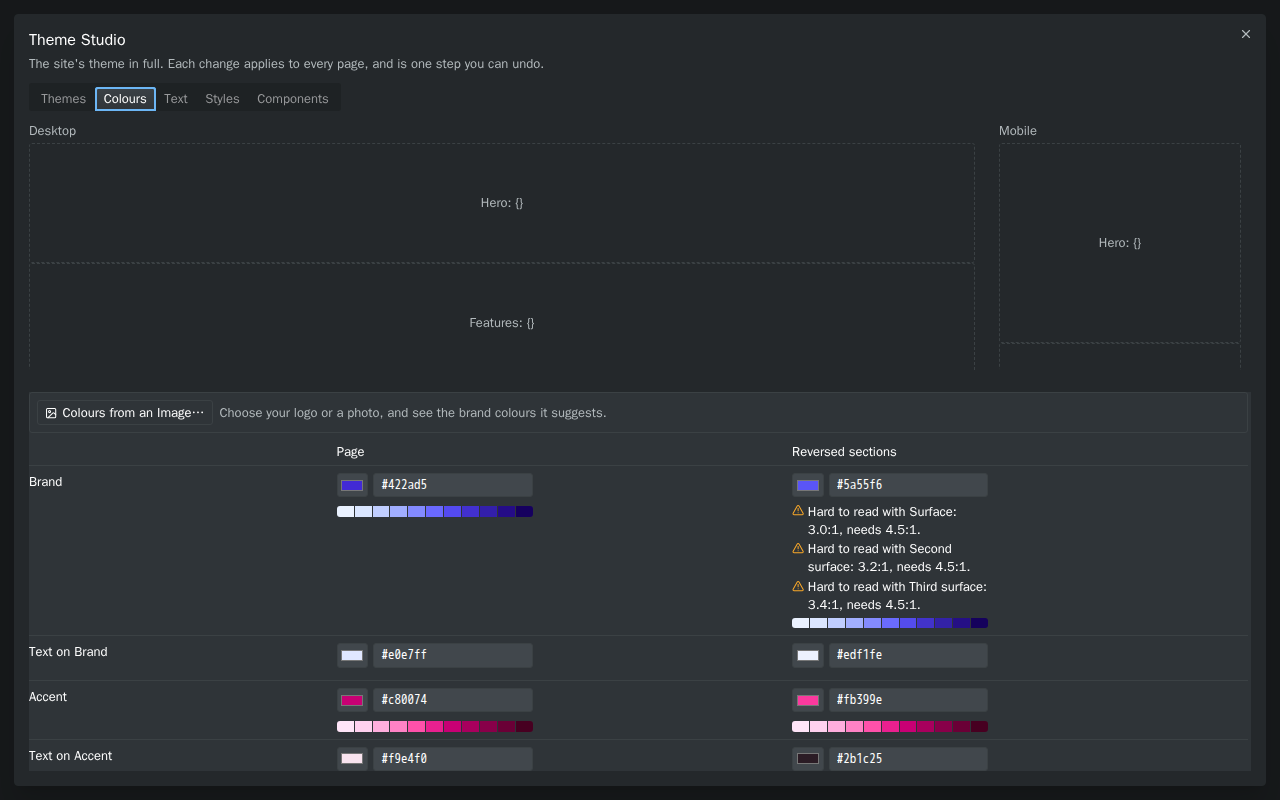 Theme Studio
The site's theme in full. Each change applies to every page, and is one step you can undo.
Themes Colours Text Styles Components
Desktop Mobile
Hero: {}
Hero: {}
Features: {}
Colours from an Image··· Choose your logo or a photo, and see the brand colours it suggests.
Page Reversed sections
Brand #422ad5 #5a55f6
Hard to read with Surface:
3.0:1, needs 4.5:1.
Hard to read with Second
surface: 3.2:1, needs 4.5:1.
Hard to read with Third surface:
3.4:1, needs 4.5:1.
Text on Brand #e0e7ff #edf1fe
Accent #c80074 #fb399e
Text on Accent #f9e4f0 #2b1c25